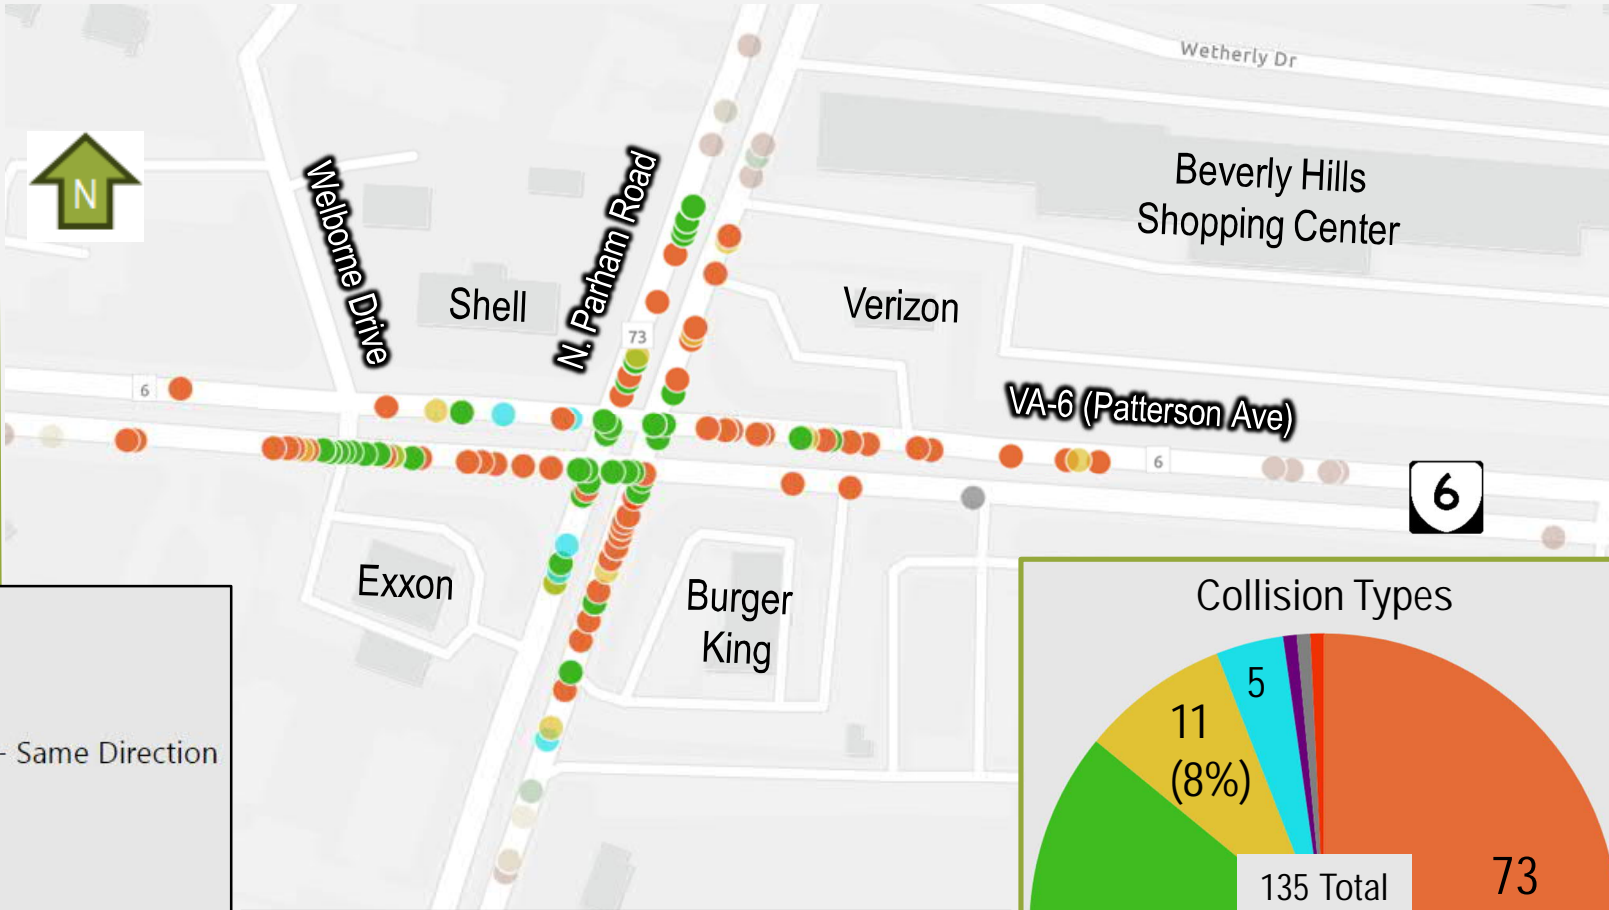 Wetherly Dr
N
Welborne Drive
N. Parham Road
Beverly Hills
Shopping Center
Shell
Verizon
73
6
VA-6 (Patterson Ave)
6
6
Exxon
Burger
King
- Same Direction
Collision Types
5
11
(8%)
73
135 Total